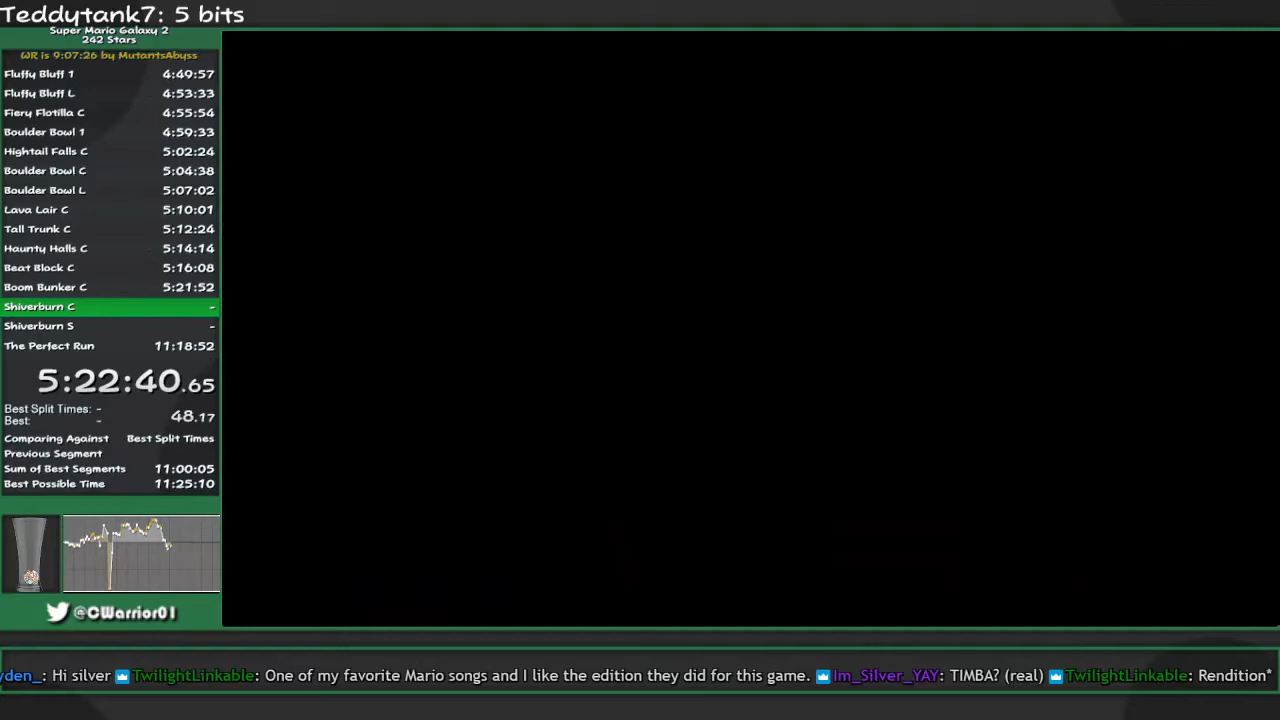 Teddytank7: 5 bits
Super Mario Galaxy 2
242 Stars
WR is 9:07:26 by MutantsAbyss
Fluffy Bluff 1 4:49:57
Fluffy Bluff L 4:53:33
Fiery Flotilla C 4:55:54
Boulder Bowl 1 4:59:33
Hightail Falls C 5:02:24
Boulder Bowl C 5:04:38
Boulder Bowl L 5:07:02
Lava Lair C 5:10:01
Tall Trunk C 5:12:24
Haunty Halls C 5:14:14
Beat Block C 5:16:08
Boom Bunker C 5:21:52
Shiverburn C -
Shiverburn S -
The Perfect Run 11:18:52
5:22:40.65
Best Split Times: -
Best: - 48.17
Comparing Against Best Split Times
Previous Segment
Sum of Best Segments 11:00:05
Best Possible Time 11:25:10
@CWarrior01
yden_: Hi silver TwilightLinkable: One of my favorite Mario songs and I like the edition they did for this game. Im_Silver_YAY: TIMBA? (real) TwilightLinkable: Rendition*